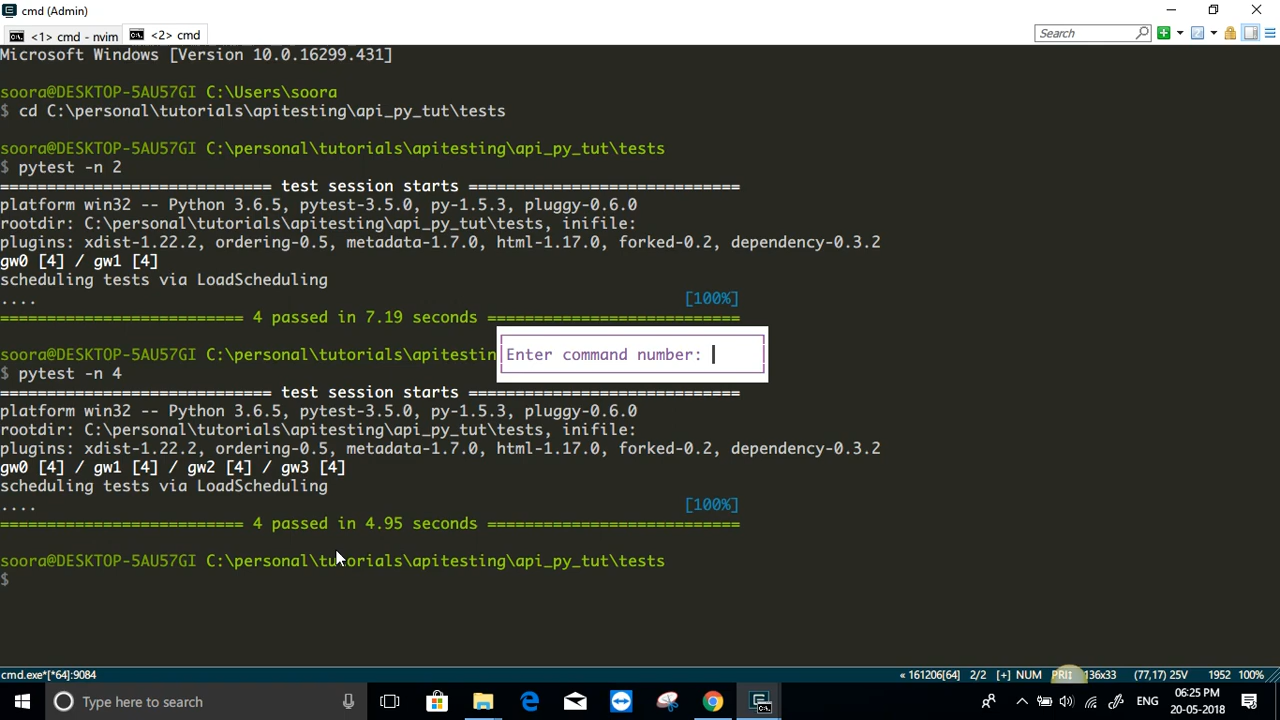 cmd (Admin)
<1> cmd - nvim
<2> cmd
Search
Microsoft Windows [Version 10.0.16299.431]
soora@DESKTOP-5AU57GI C:\Users\soora
$ cd C:\personal\tutorials\apitesting\api_py_tut\tests
soora@DESKTOP-5AU57GI C:\personal\tutorials\apitesting\api_py_tut\tests
$ pytest -n 2
============================= test session starts =============================
platform win32 -- Python 3.6.5, pytest-3.5.0, py-1.5.3, pluggy-0.6.0
rootdir: C:\personal\tutorials\apitesting\api_py_tut\tests, inifile:
plugins: xdist-1.22.2, ordering-0.5, metadata-1.7.0, html-1.17.0, forked-0.2, dependency-0.3.2
gw0 [4] / gw1 [4]
scheduling tests via LoadScheduling
.... [100%]
========================== 4 passed in 7.19 seconds ===========================
soora@DESKTOP-5AU57GI C:\personal\tutorials\apitestin
Enter command number:
$ pytest -n 4
============================= test session starts =============================
platform win32 -- Python 3.6.5, pytest-3.5.0, py-1.5.3, pluggy-0.6.0
rootdir: C:\personal\tutorials\apitesting\api_py_tut\tests, inifile:
plugins: xdist-1.22.2, ordering-0.5, metadata-1.7.0, html-1.17.0, forked-0.2, dependency-0.3.2
gw0 [4] / gw1 [4] / gw2 [4] / gw3 [4]
scheduling tests via LoadScheduling
.... [100%]
========================== 4 passed in 4.95 seconds ===========================
soora@DESKTOP-5AU57GI C:\personal\tutorials\apitesting\api_py_tut\tests
$
cmd.exe*[*64]:9084 « 161206[64] 2/2 [+] NUM PRI↕ 136x33 (77,17) 25V 1952 100%
Type here to search
ENG
06:25 PM
20-05-2018